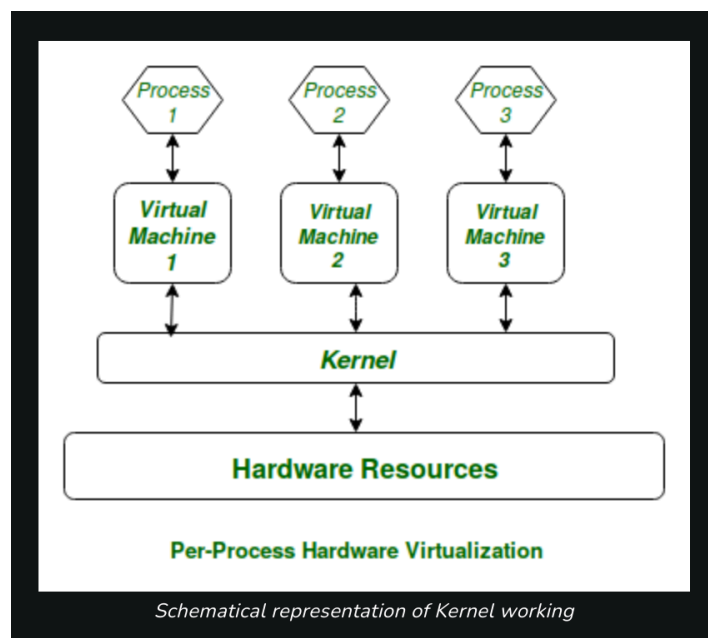 Process
1
Process
2
Process
3
Virtual
Machine
1
Virtual
Machine
2
Virtual
Machine
3
Kernel
Hardware Resources
Per-Process Hardware Virtualization
Schematical representation of Kernel working